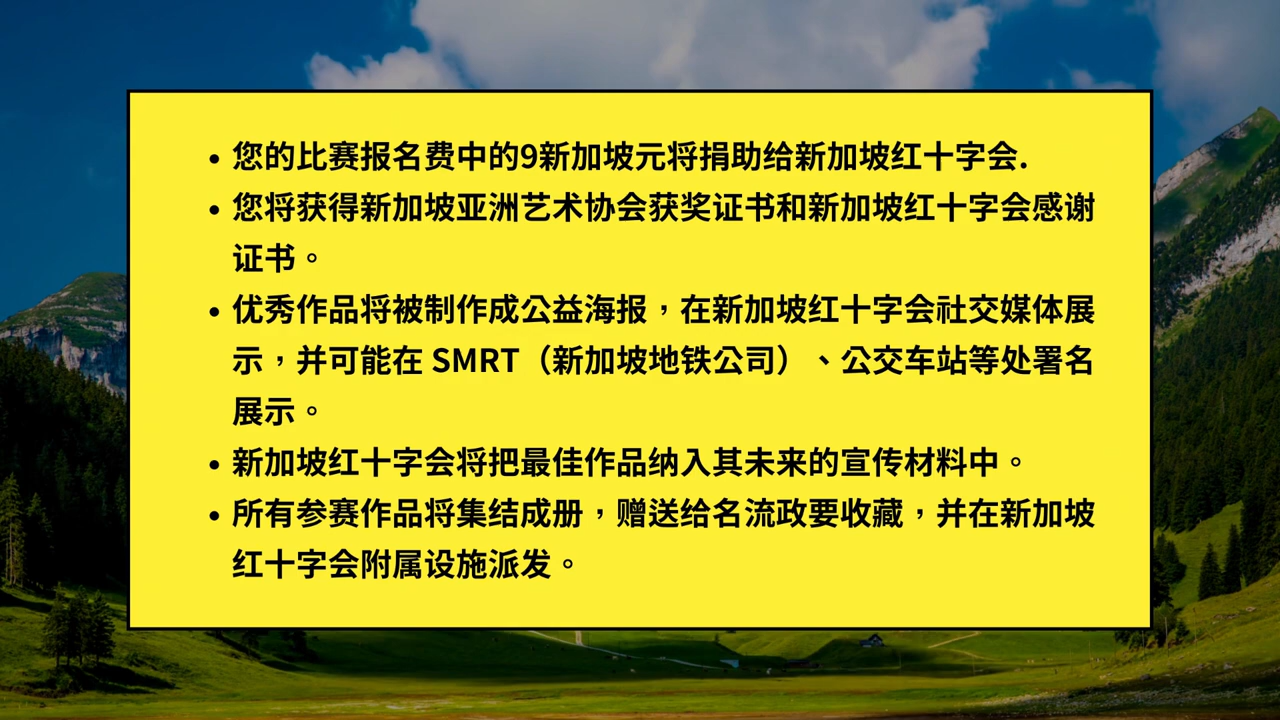 • 您的比赛报名费中的9新加坡元将捐助给新加坡红十字会.
• 您将获得新加坡亚洲艺术协会获奖证书和新加坡红十字会感谢
证书。
• 优秀作品将被制作成公益海报，在新加坡红十字会社交媒体展
示，并可能在 SMRT（新加坡地铁公司）、公交车站等处署名
展示。
• 新加坡红十字会将把最佳作品纳入其未来的宣传材料中。
• 所有参赛作品将集结成册，赠送给名流政要收藏，并在新加坡
红十字会附属设施派发。